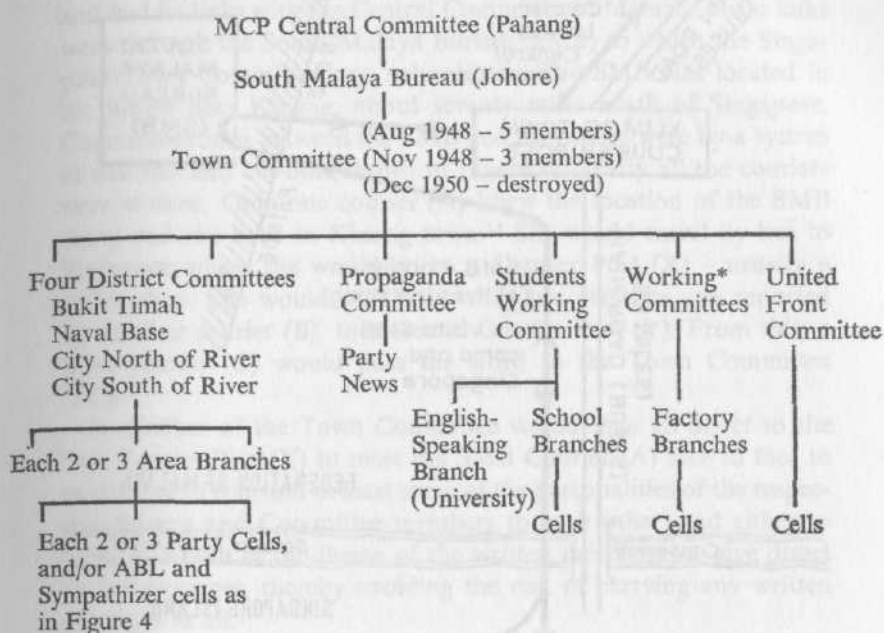 MCP Central Committee (Pahang)
South Malaya Bureau (Johore)
(Aug 1948 – 5 members)
Town Committee (Nov 1948 – 3 members)
(Dec 1950 – destroyed)
Four District Committees
Bukit Timah
Naval Base
City North of River
City South of River
Each 2 or 3 Area Branches
Each 2 or 3 Party Cells,
and/or ABL and
Sympathizer cells as
in Figure 4
Propaganda
Committee
Party
News
Students
Working
Committee
English-
Speaking
Branch
(University)
School
Branches
Cells
Working*
Committees
Factory
Branches
Cells
United
Front
Committee
Cells